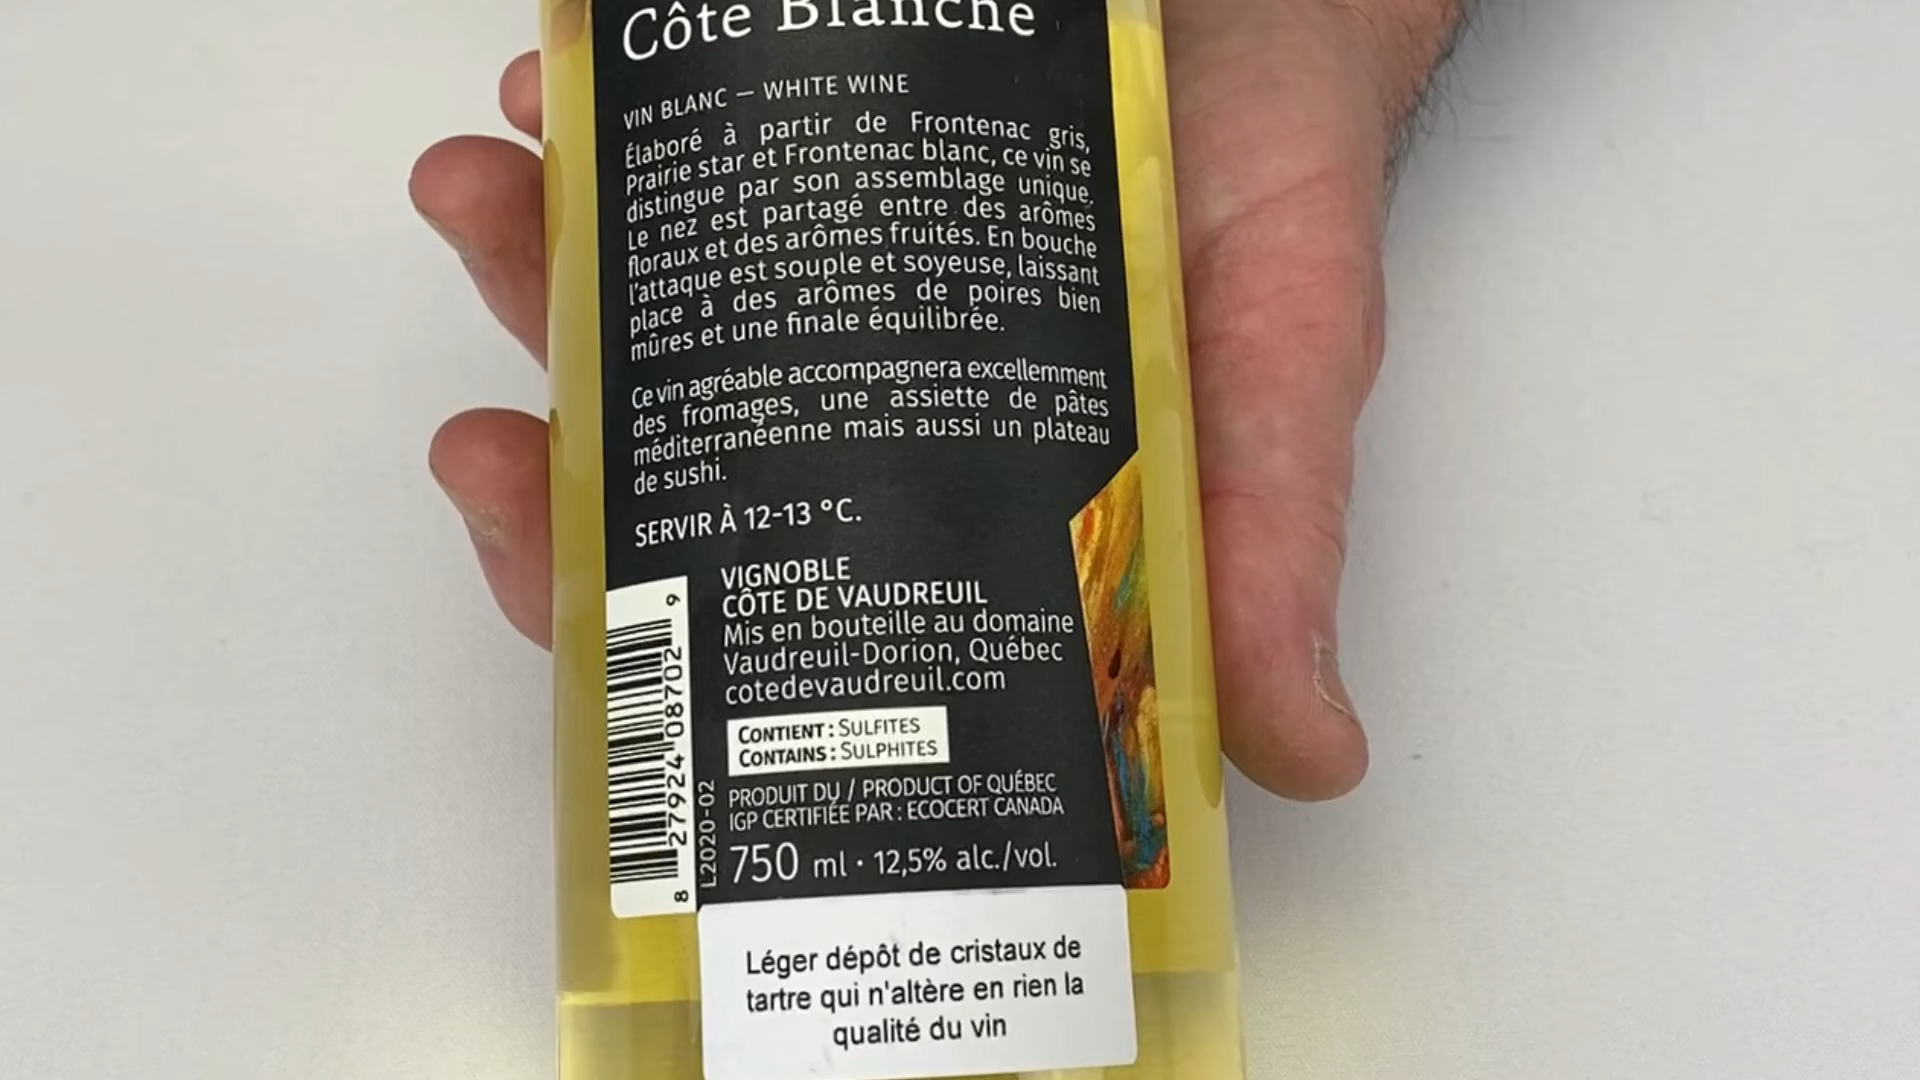 Côte Blanche
VIN BLANC – WHITE WINE
Élaboré à partir de Frontenac gris,
Prairie star et Frontenac blanc, ce vin se
distingue par son assemblage unique.
Le nez est partagé entre des arômes
floraux et des arômes fruités. En bouche
l'attaque est souple et soyeuse, laissant
place à des arômes de poires bien
mûres et une finale équilibrée.
Ce vin agréable accompagnera excellemment
des fromages, une assiette de pâtes
méditerranéenne mais aussi un plateau
de sushi.
SERVIR À 12-13 °C.
VIGNOBLE
CÔTE DE VAUDREUIL
Mis en bouteille au domaine
Vaudreuil-Dorion, Québec
cotedevaudreuil.com
CONTIENT : SULFITES
CONTAINS : SULPHITES
PRODUIT DU / PRODUCT OF QUÉBEC
IGP CERTIFIÉE PAR : ECOCERT CANADA
750 ml · 12,5% alc./vol.
8 27924 08702 9
L2020-02
Léger dépôt de cristaux de
tartre qui n'altère en rien la
qualité du vin